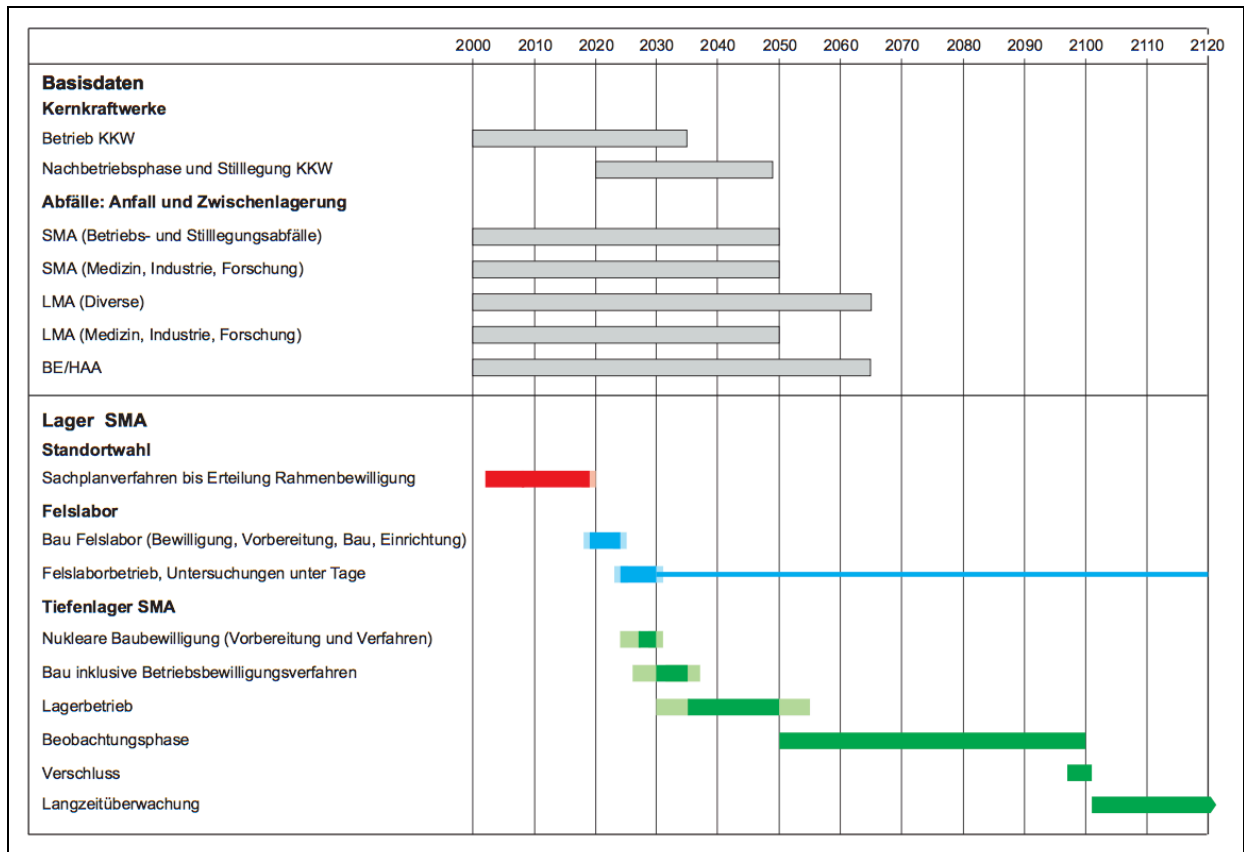 2000 2010 2020 2030 2040 2050 2060 2070 2080 2090 2100 2110 2120
Basisdaten
Kernkraftwerke
Betrieb KKW
Nachbetriebsphase und Stilllegung KKW
Abfälle: Anfall und Zwischenlagerung
SMA (Betriebs- und Stilllegungsabfälle)
SMA (Medizin, Industrie, Forschung)
LMA (Diverse)
LMA (Medizin, Industrie, Forschung)
BE/HAA
Lager SMA
Standortwahl
Sachplanverfahren bis Erteilung Rahmenbewilligung
Felslabor
Bau Felslabor (Bewilligung, Vorbereitung, Bau, Einrichtung)
Felslaborbetrieb, Untersuchungen unter Tage
Tiefenlager SMA
Nukleare Baubewilligung (Vorbereitung und Verfahren)
Bau inklusive Betriebsbewilligungsverfahren
Lagerbetrieb
Beobachtungsphase
Verschluss
Langzeitüberwachung